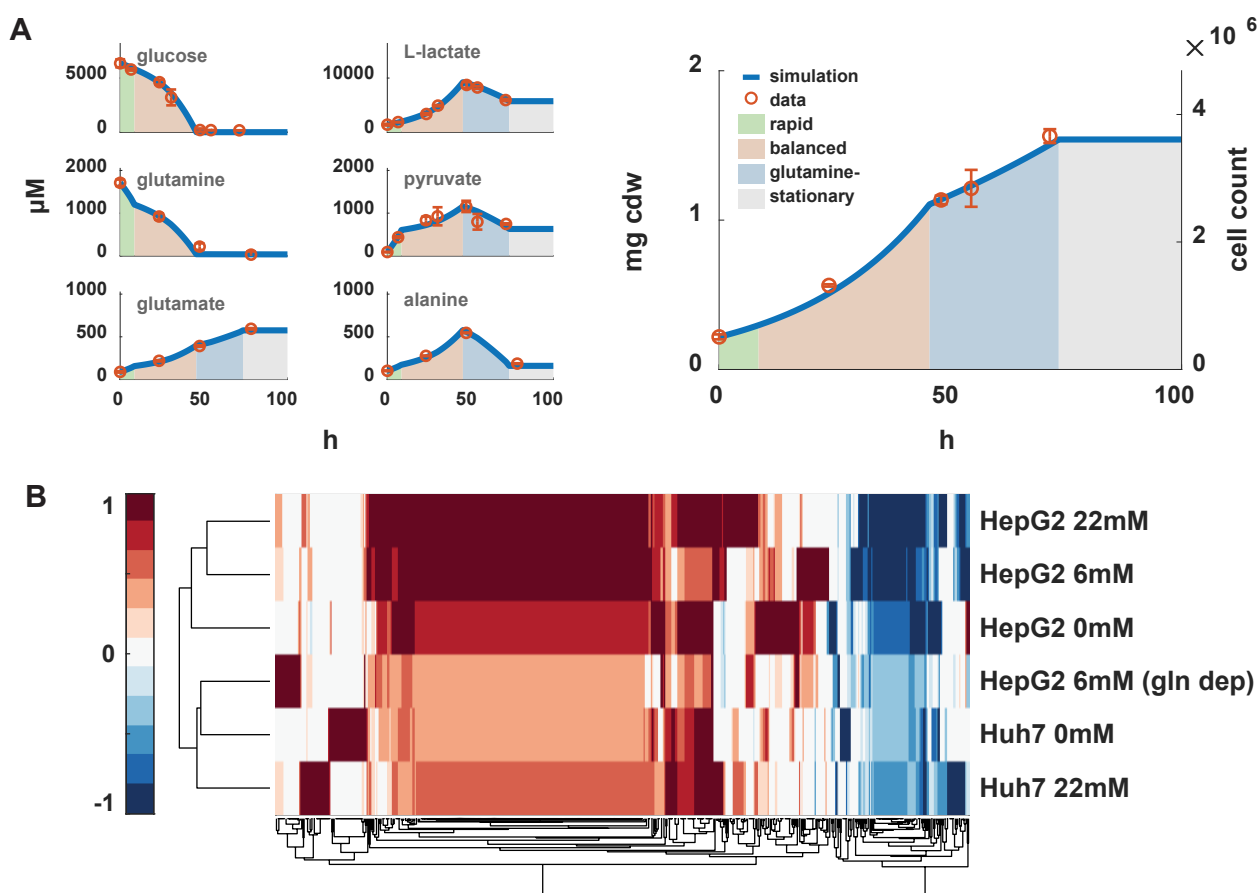 A
glucose
5000
0
L-lactate
10000
0
µM
glutamine
2000
1000
0
pyruvate
2000
1000
0
glutamate
1000
500
0
0 50 100
alanine
1000
500
0
0 50 100
h
× 10 6
2
1
0
mg cdw
simulation
data
rapid
balanced
glutamine-
stationary
4
2
0
cell count
0 50 100
h
B
1
0
-1
HepG2 22mM
HepG2 6mM
HepG2 0mM
HepG2 6mM (gln dep)
Huh7 0mM
Huh7 22mM